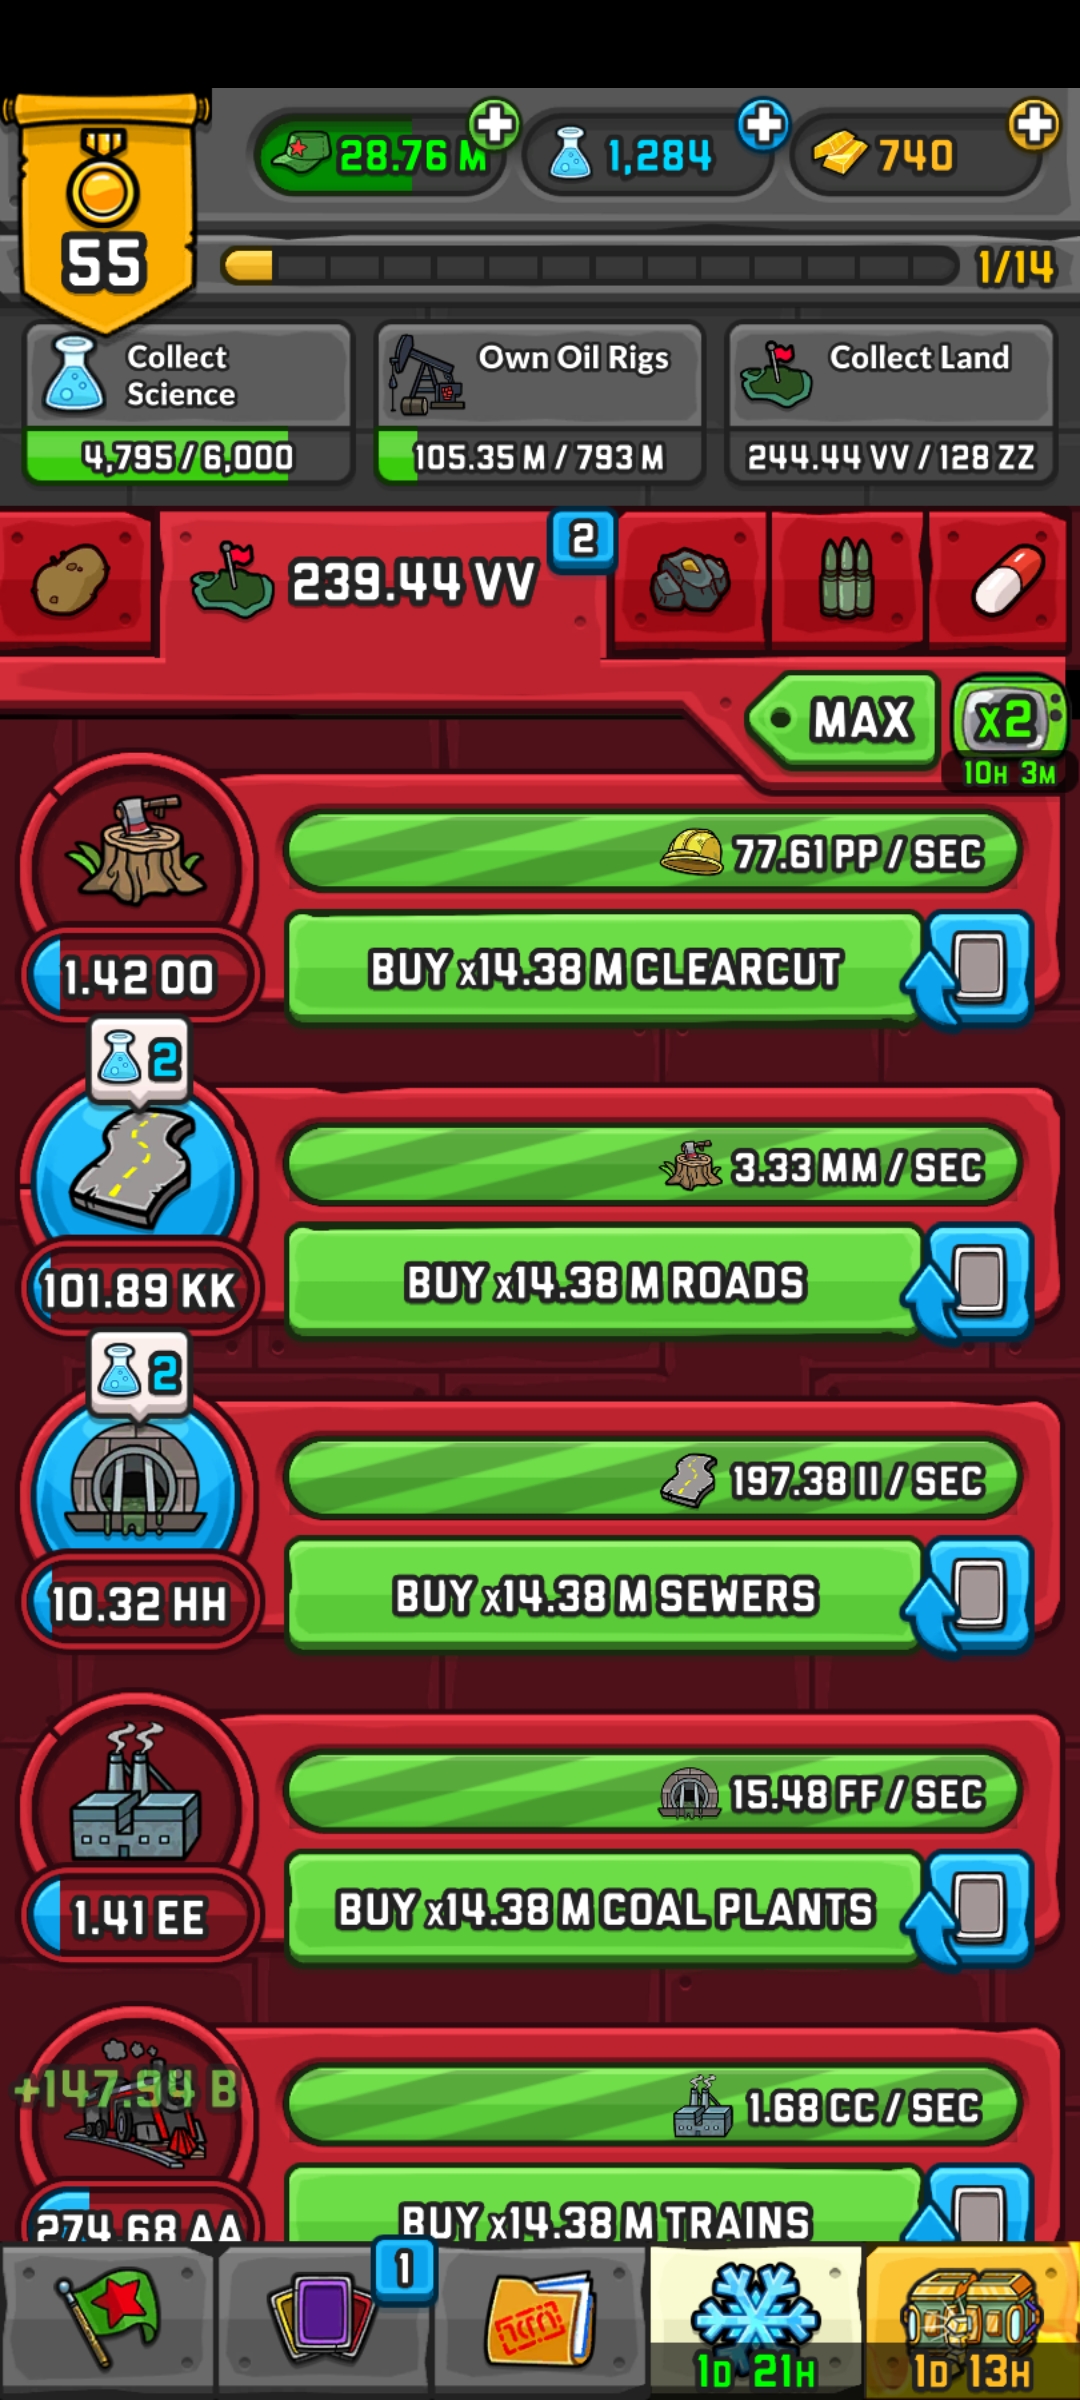 28.76 M
1,284
740
55
1/14
Collect Science
4,795/6,000
Own Oil Rigs
105.35 M / 793 M
Collect Land
244.44 VV / 128 ZZ
239.44 VV
2
MAX
x2
10H 3M
77.61 PP / SEC
1.42 OO
BUY x14.38 M CLEARCUT
2
3.33 MM / SEC
101.89 KK
BUY x14.38 M ROADS
2
197.38 II / SEC
10.32 HH
BUY x14.38 M SEWERS
15.48 FF / SEC
1.41 EE
BUY x14.38 M COAL PLANTS
+147.94 B
1.68 CC / SEC
274.68 AA
BUY x14.38 M TRAINS
1
1D 21H
1D 13H